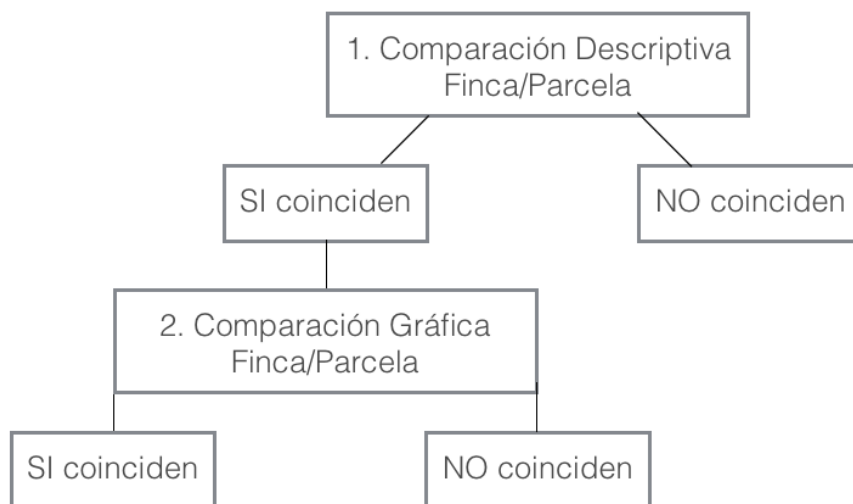 1. Comparación Descriptiva
Finca/Parcela
SI coinciden
NO coinciden
2. Comparación Gráfica
Finca/Parcela
SI coinciden
NO coinciden